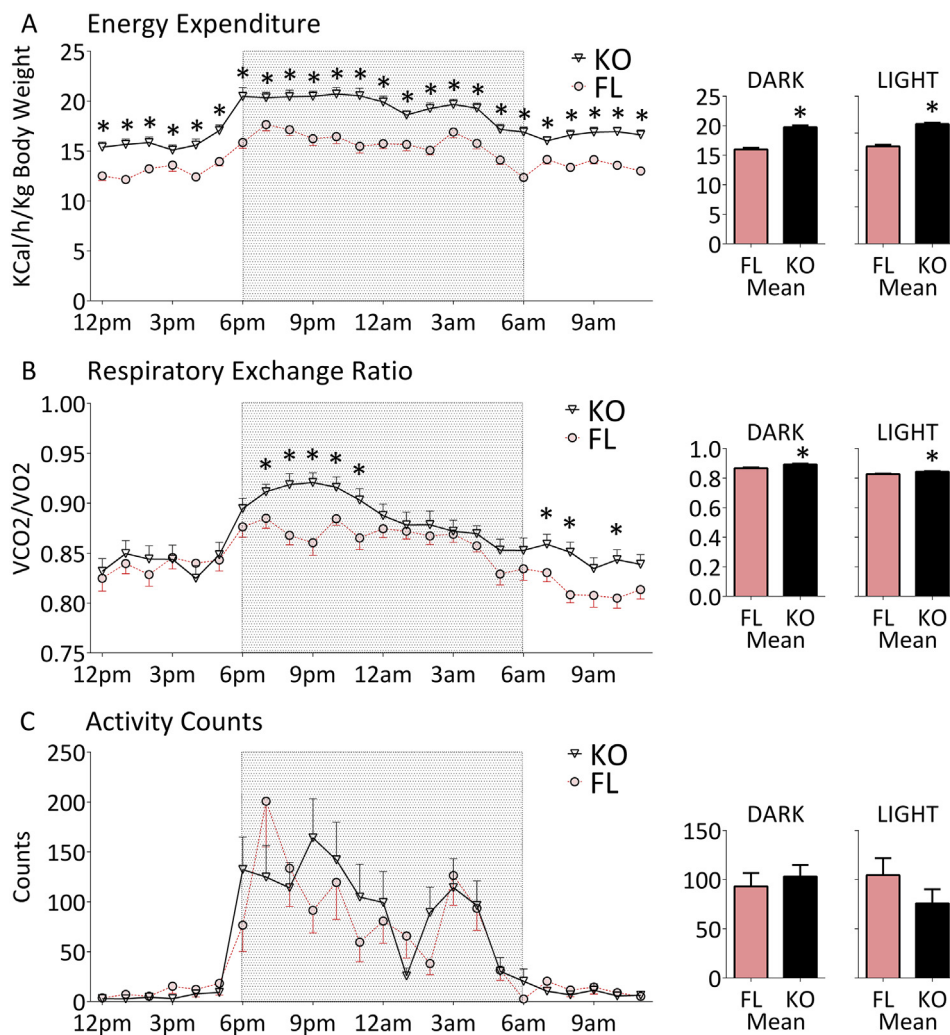 A Energy Expenditure
KCal/h/Kg Body Weight
25
20
15
10
5
0
* * * * * * * * * * * * * * * * * * * * * * * *
KO
FL
12pm 3pm 6pm 9pm 12am 3am 6am 9am
DARK LIGHT
25
20
15
10
5
0
* *
FL KO FL KO
Mean Mean
B Respiratory Exchange Ratio
VCO2/VO2
1.00
0.95
0.90
0.85
0.80
0.75
* * * * * * * *
KO
FL
12pm 3pm 6pm 9pm 12am 3am 6am 9am
DARK LIGHT
1.0
0.8
0.6
0.4
0.2
0.0
* *
FL KO FL KO
Mean Mean
C Activity Counts
Counts
250
200
150
100
50
0
KO
FL
12pm 3pm 6pm 9pm 12am 3am 6am 9am
DARK LIGHT
150
100
50
0
FL KO FL KO
Mean Mean